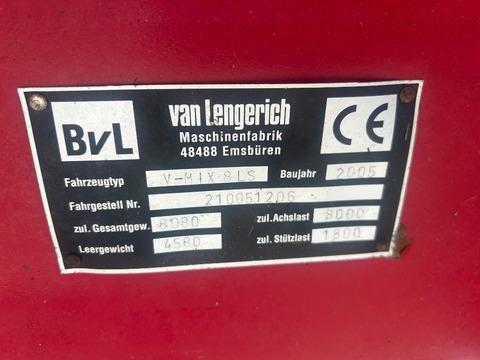 BvL
van Lengerich
Maschinenfabrik
48488 Emsbüren
CE
Fahrzeugtyp V-MIX 8LS Baujahr 2005
Fahrgestell Nr. 210051206
zul. Gesamtgew. 8080 zul. Achslast 8000
Leergewicht 4580 zul. Stützlast 1800